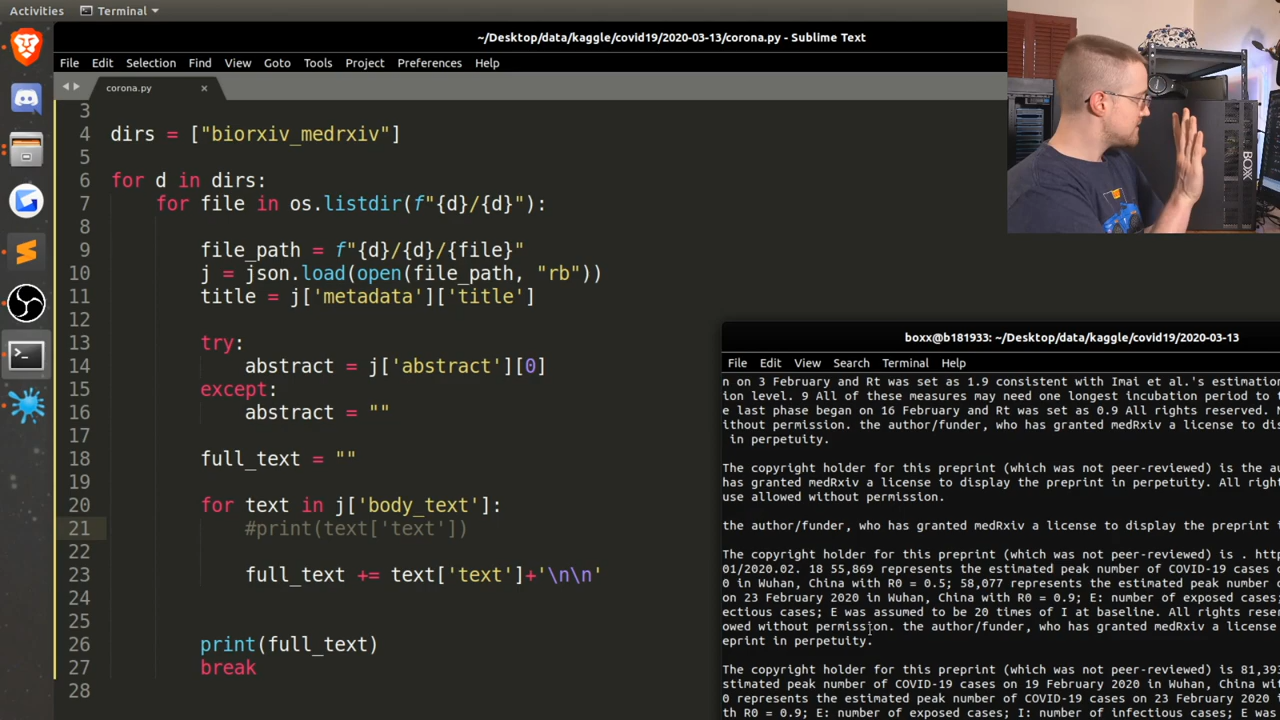 Activities
Terminal
~/Desktop/data/kaggle/covid19/2020-03-13/corona.py - Sublime Text
File Edit Selection Find View Goto Tools Project Preferences Help
corona.py
3
4 dirs = ["biorxiv_medrxiv"]
5
6 for d in dirs:
7 for file in os.listdir(f"{d}/{d}"):
8
9 file_path = f"{d}/{d}/{file}"
10 j = json.load(open(file_path, "rb"))
11 title = j['metadata']['title']
12
13 try:
14 abstract = j['abstract'][0]
15 except:
16 abstract = ""
17
18 full_text = ""
19
20 for text in j['body_text']:
21 #print(text['text'])
22
23 full_text += text['text']+'\n\n'
24
25
26 print(full_text)
27 break
28
BOXX
boxx@b181933: ~/Desktop/data/kaggle/covid19/2020-03-13
File Edit View Search Terminal Help
n on 3 February and Rt was set as 1.9 consistent with Imai et al.'s estimation
ion level. 9 All of these measures may need one longest incubation period to
e last phase began on 16 February and Rt was set as 0.9 All rights reserved.
ithout permission. the author/funder, who has granted medRxiv a license to
in perpetuity.
The copyright holder for this preprint (which was not peer-reviewed) is the
has granted medRxiv a license to display the preprint in perpetuity. All
use allowed without permission.
the author/funder, who has granted medRxiv a license to display the preprint
The copyright holder for this preprint (which was not peer-reviewed) is .
01/2020.02. 18 55,869 represents the estimated peak number of COVID-19 cases
0 in Wuhan, China with R0 = 0.5; 58,077 represents the estimated peak number
on 23 February 2020 in Wuhan, China with R0 = 0.9; E: number of exposed cases;
ectious cases; E was assumed to be 20 times of I at baseline. All rights
owed without permission. the author/funder, who has granted medRxiv a license
eprint in perpetuity.
The copyright holder for this preprint (which was not peer-reviewed) is 81,393
stimated peak number of COVID-19 cases on 19 February 2020 in Wuhan, China
0 represents the estimated peak number of COVID-19 cases on 23 February 2020
th R0 = 0.9; E: number of exposed cases; I: number of infectious cases; E was